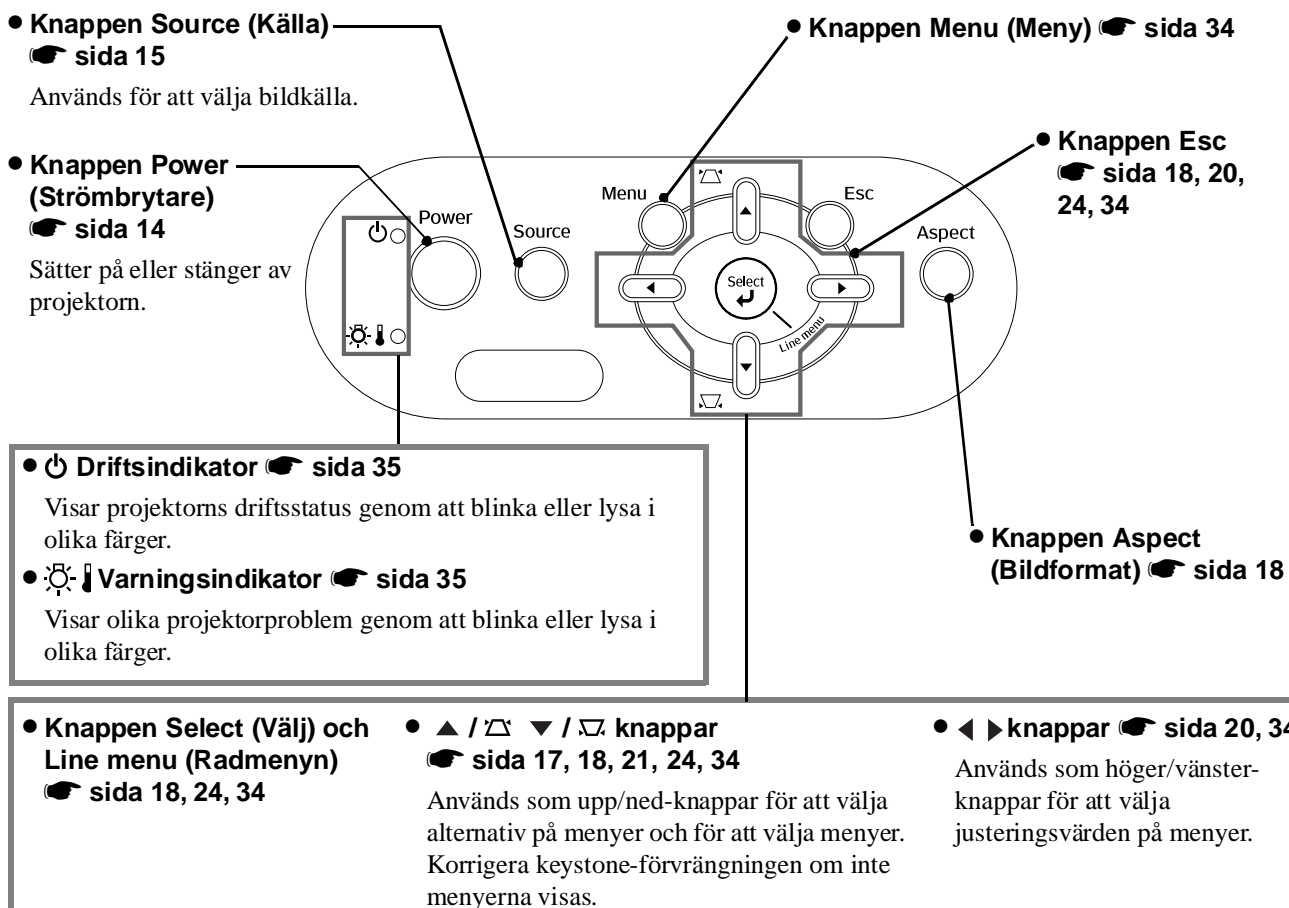 ● Knappen Source (Källa)
☛ sida 15
Används för att välja bildkälla.
● Knappen Power
(Strömbrytare)
☛ sida 14
Sätter på eller stänger av
projektorn.
● Knappen Menu (Meny) ☛ sida 34
● Knappen Esc
☛ sida 18, 20,
24, 34
Power
Source
Menu
Esc
Aspect
Select
Line menu
● Knappen Aspect
(Bildformat) ☛ sida 18
● Driftsindikator ☛ sida 35
Visar projektorns driftsstatus genom att blinka eller lysa i
olika färger.
● Varningsindikator ☛ sida 35
Visar olika projektorproblem genom att blinka eller lysa i
olika färger.
● Knappen Select (Välj) och
Line menu (Radmenyn)
☛ sida 18, 24, 34
● ▲ / ▼ / knappar
☛ sida 17, 18, 21, 24, 34
Används som upp/ned-knappar för att välja
alternativ på menyer och för att välja menyer.
Korrigera keystone-förvrängningen om inte
menyerna visas.
● ◀ ▶ knappar ☛ sida 20, 34
Används som höger/vänster-
knappar för att välja
justeringsvärden på menyer.